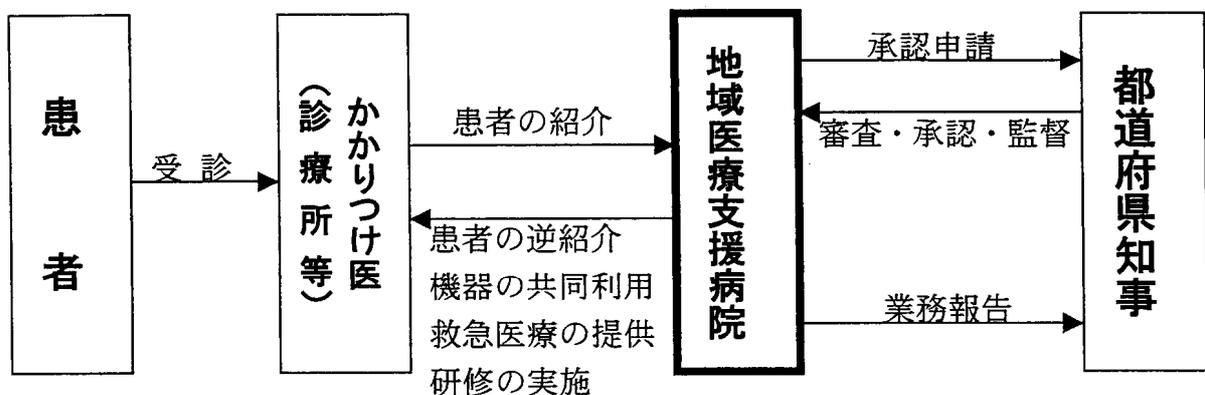 患者
受診
かかりつけ医
（診療所等）
患者の紹介
患者の逆紹介
機器の共同利用
救急医療の提供
研修の実施
地域医療支援病院
承認申請
審査・承認・監督
業務報告
都道府県知事